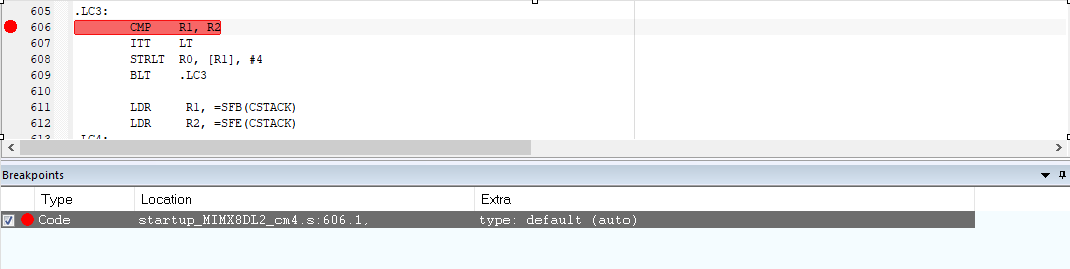 605 .LC3:
606 CMP R1, R2
607 ITT LT
608 STRLT R0, [R1], #4
609 BLT .LC3
610
611 LDR R1, =SFB(CSTACK)
612 LDR R2, =SFE(CSTACK)
613 .LC4:
Breakpoints
Type Location Extra
Code startup_MIMX8DL2_cm4.s:606.1, type: default (auto)